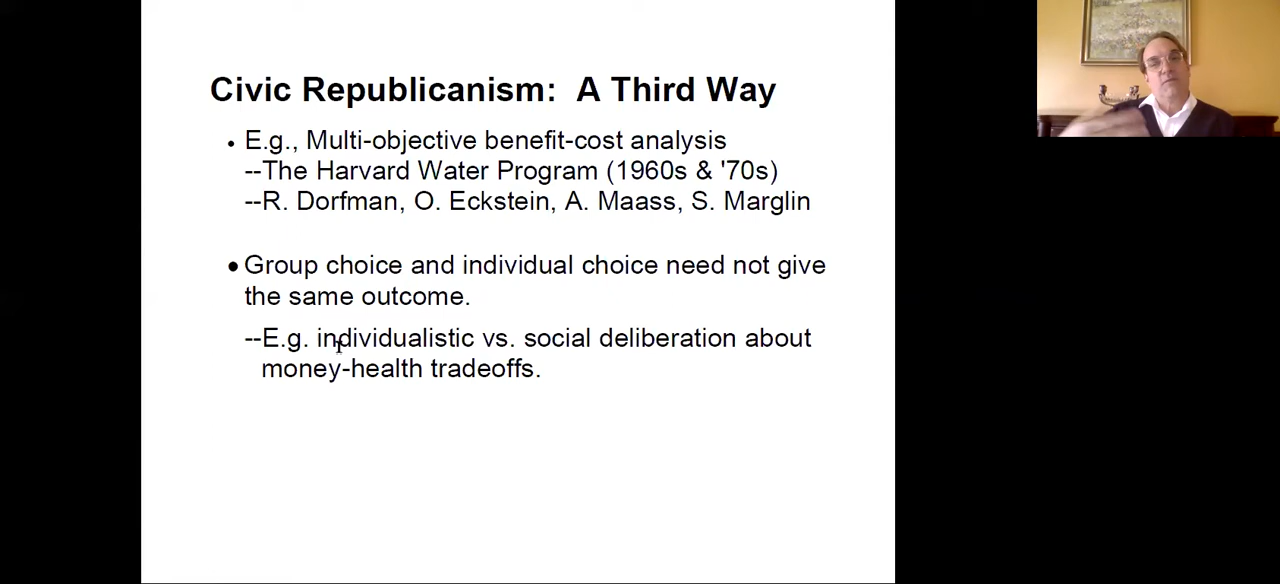 Civic Republicanism: A Third Way
• E.g., Multi-objective benefit-cost analysis
--The Harvard Water Program (1960s & '70s)
--R. Dorfman, O. Eckstein, A. Maass, S. Marglin
• Group choice and individual choice need not give
the same outcome.
--E.g. individualistic vs. social deliberation about
money-health tradeoffs.